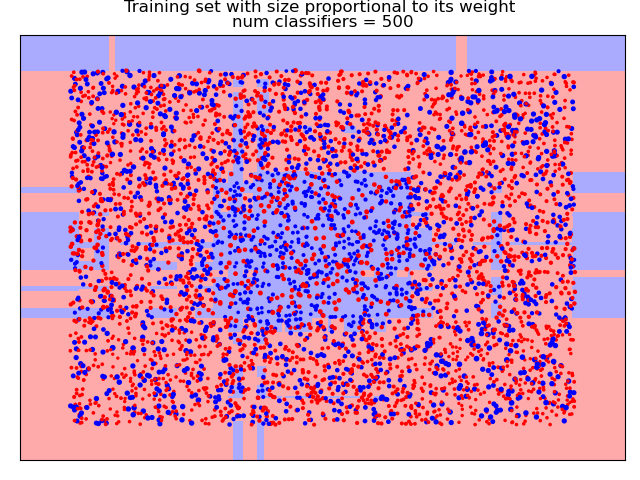 Training set with size proportional to its weight
num classifiers = 500